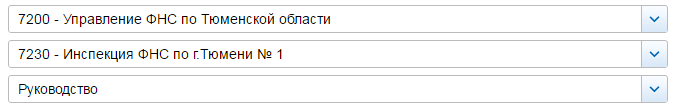 7200 - Управление ФНС по Тюменской области
7230 - Инспекция ФНС по г.Тюмени № 1
Руководство